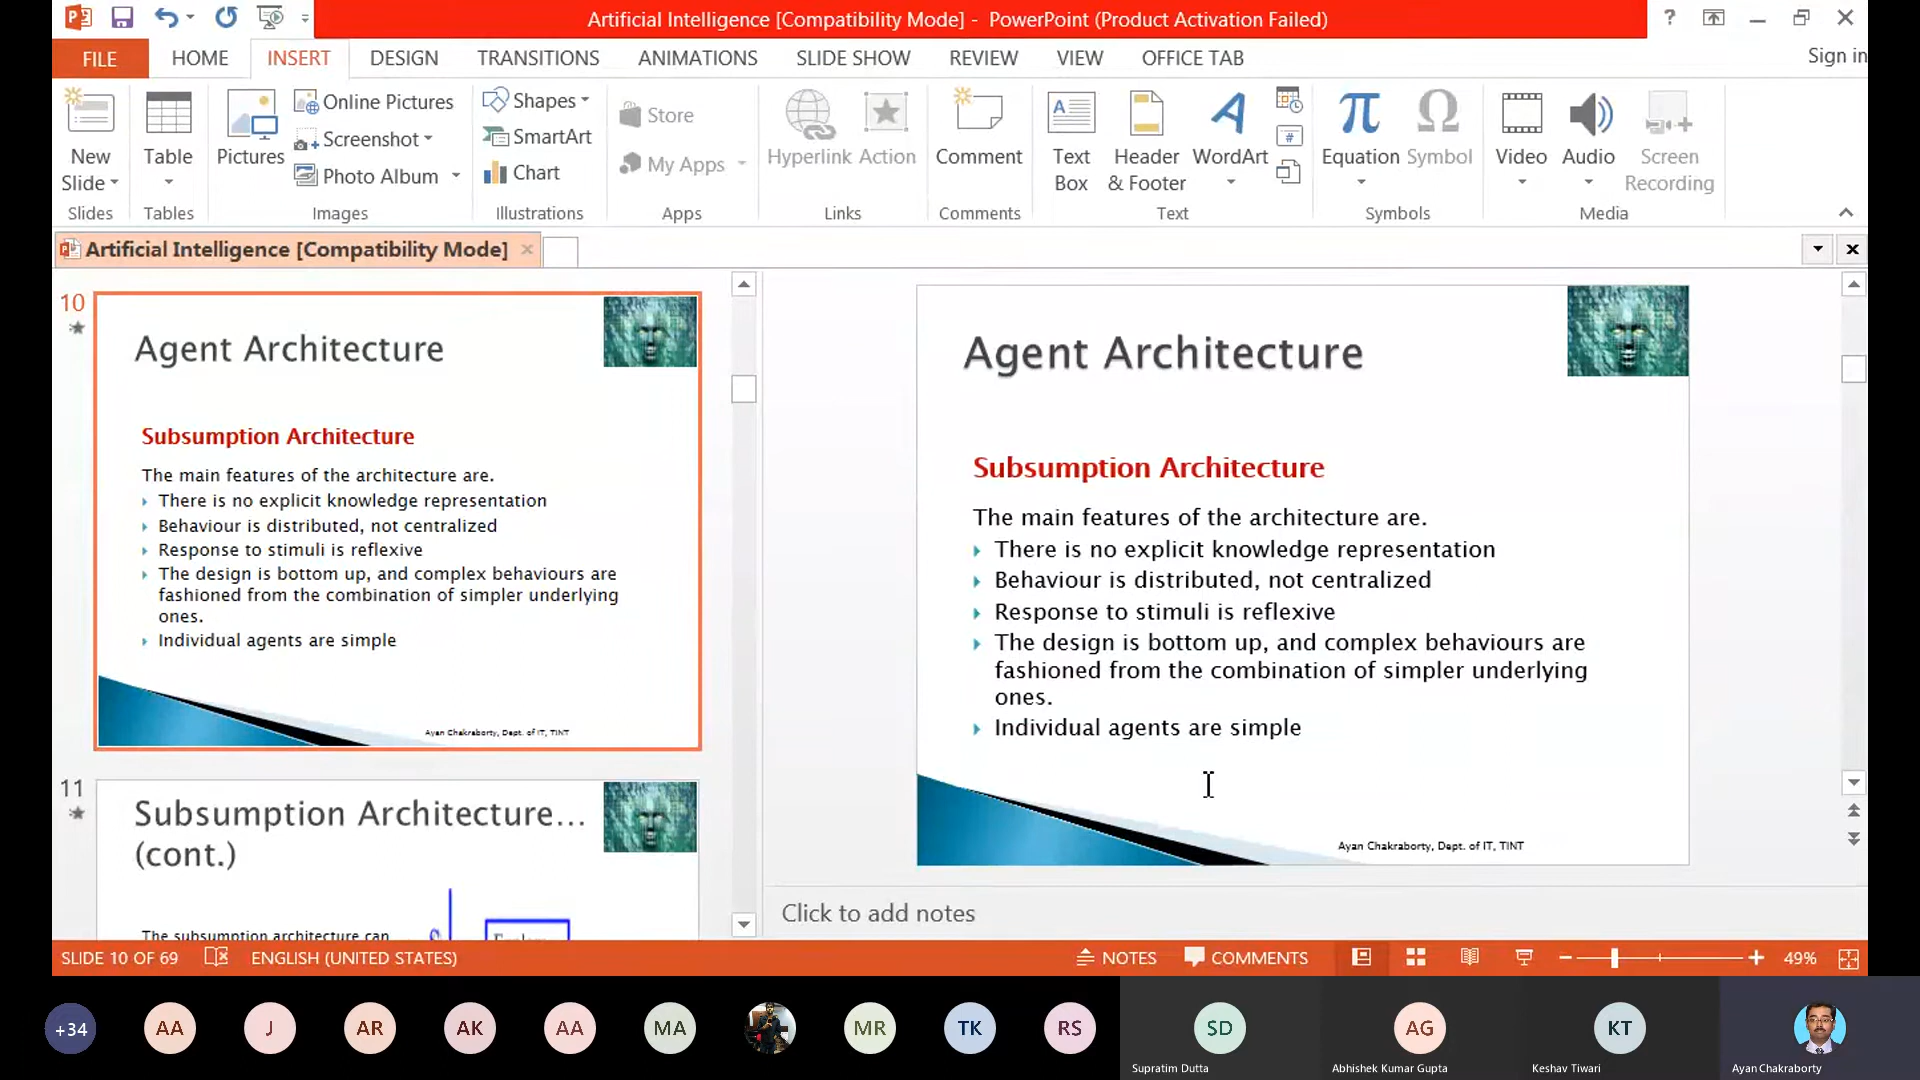 Artificial Intelligence [Compatibility Mode] - PowerPoint (Product Activation Failed)
?
FILE HOME INSERT DESIGN TRANSITIONS ANIMATIONS SLIDE SHOW REVIEW VIEW OFFICE TAB Sign in
New Slide
Slides
Table
Tables
Pictures
Online Pictures
Screenshot
Photo Album
Images
Shapes
SmartArt
Chart
Illustrations
Store
My Apps
Apps
Hyperlink Action
Links
Comment
Comments
Text Box
Header & Footer
WordArt
Text
Equation Symbol
Symbols
Video Audio Screen Recording
Media
Artificial Intelligence [Compatibility Mode]
10
Agent Architecture
Subsumption Architecture
The main features of the architecture are.
There is no explicit knowledge representation
Behaviour is distributed, not centralized
Response to stimuli is reflexive
The design is bottom up, and complex behaviours are
fashioned from the combination of simpler underlying
ones.
Individual agents are simple
Ayan Chakraborty, Dept. of IT, TINT
11
Subsumption Architecture...
(cont.)
The subsumption architecture can
Agent Architecture
Subsumption Architecture
The main features of the architecture are.
There is no explicit knowledge representation
Behaviour is distributed, not centralized
Response to stimuli is reflexive
The design is bottom up, and complex behaviours are
fashioned from the combination of simpler underlying
ones.
Individual agents are simple
Ayan Chakraborty, Dept. of IT, TINT
Click to add notes
SLIDE 10 OF 69 ENGLISH (UNITED STATES) NOTES COMMENTS 49%
+34 AA J AR AK AA MA MR TK RS SD AG KT
Supratim Dutta Abhishek Kumar Gupta Keshav Tiwari Ayan Chakraborty